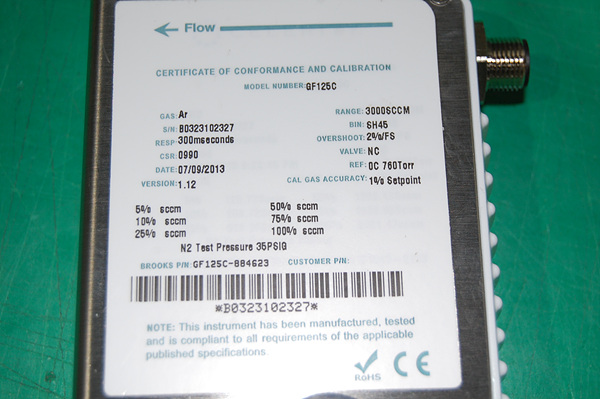 Flow
CERTIFICATE OF CONFORMANCE AND CALIBRATION
MODEL NUMBER: GF125C
GAS: Ar
S/N: B0323102327
RESP: 300mseconds
CSR: 0990
DATE: 07/09/2013
VERSION: 1.12
RANGE: 3000SCCM
BIN: SH45
OVERSHOOT: 2%/FS
VALVE: NC
REF: 0C 760Torr
CAL GAS ACCURACY: 1% Setpoint
5% sccm
10% sccm
25% sccm
50% sccm
75% sccm
100% sccm
N2 Test Pressure 35PSIG
BROOKS P/N: GF125C-884623
CUSTOMER P/N:
*B0323102327*
NOTE: This instrument has been manufactured, tested
and is compliant to all requirements of the applicable
published specifications
RoHS
CE